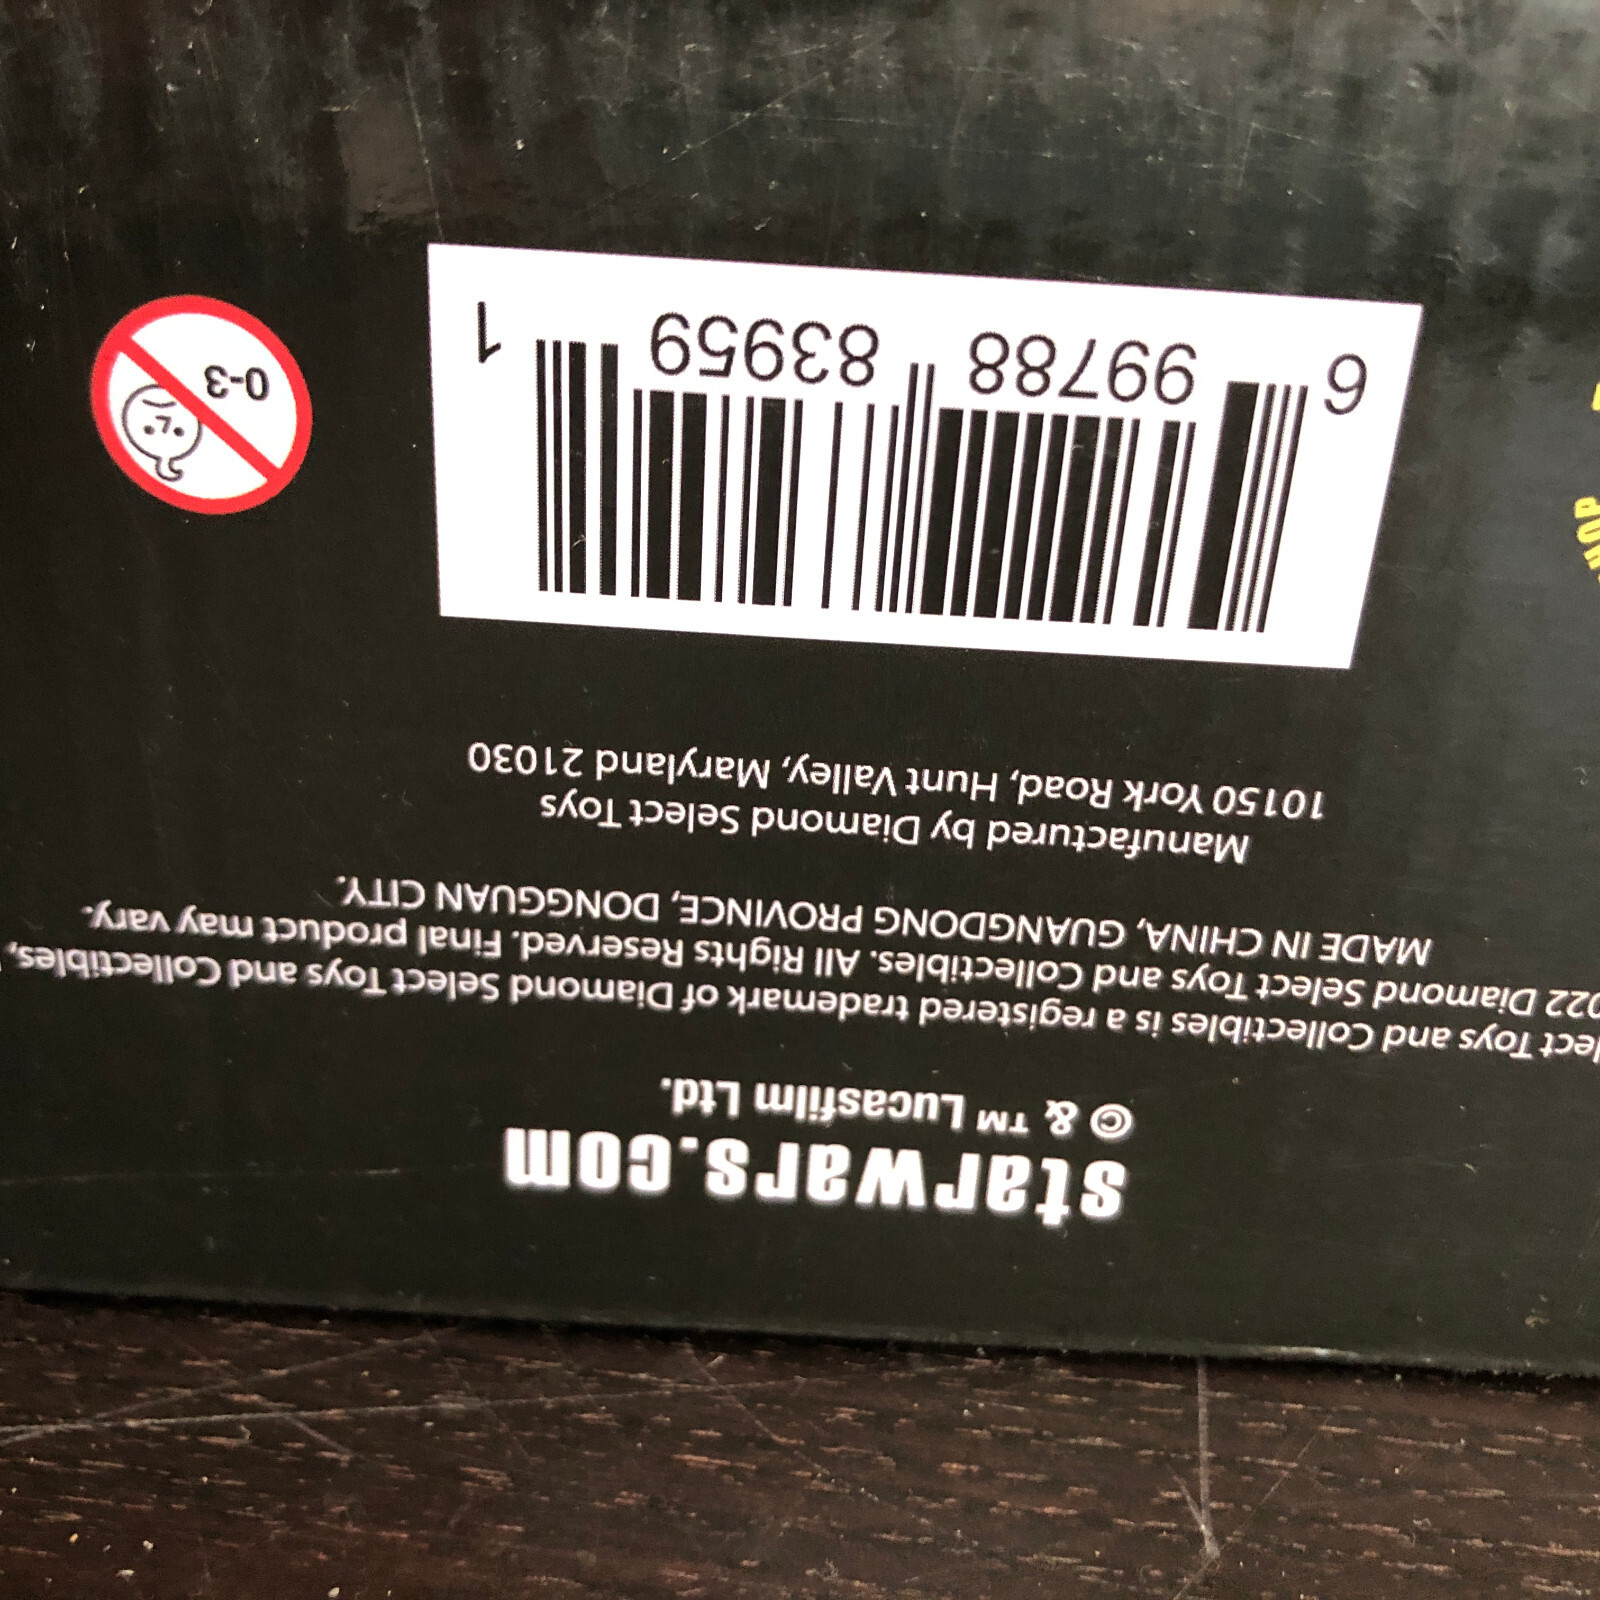 starwars.com
© & ™ Lucasfilm Ltd.
Toys and Collectibles is a registered trademark of Diamond Select Toys and Collectibles,
Diamond Select Toys and Collectibles. All Rights Reserved. Final product may vary.
MADE IN CHINA, GUANGDONG PROVINCE, DONGGUAN CITY.
Manufactured by Diamond Select Toys
10150 York Road, Hunt Valley, Maryland 21030
6 99788 83959 1
0-3